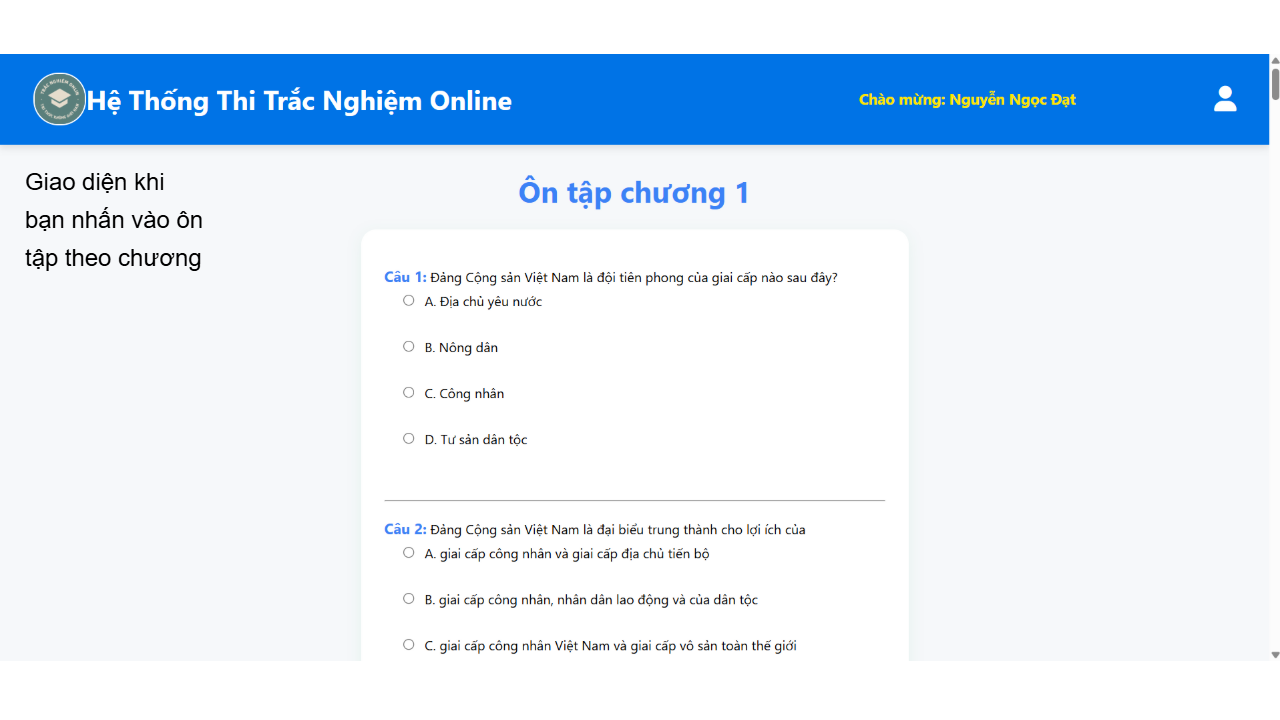 Hệ Thống Thi Trắc Nghiệm Online
Chào mừng: Nguyễn Ngọc Đạt
Giao diện khi
bạn nhấn vào ôn
tập theo chương
Ôn tập chương 1
Câu 1: Đảng Cộng sản Việt Nam là đội tiên phong của giai cấp nào sau đây?
A. Địa chủ yêu nước
B. Nông dân
C. Công nhân
D. Tư sản dân tộc
Câu 2: Đảng Cộng sản Việt Nam là đại biểu trung thành cho lợi ích của
A. giai cấp công nhân và giai cấp địa chủ tiến bộ
B. giai cấp công nhân, nhân dân lao động và của dân tộc
C. giai cấp công nhân Việt Nam và giai cấp vô sản toàn thế giới